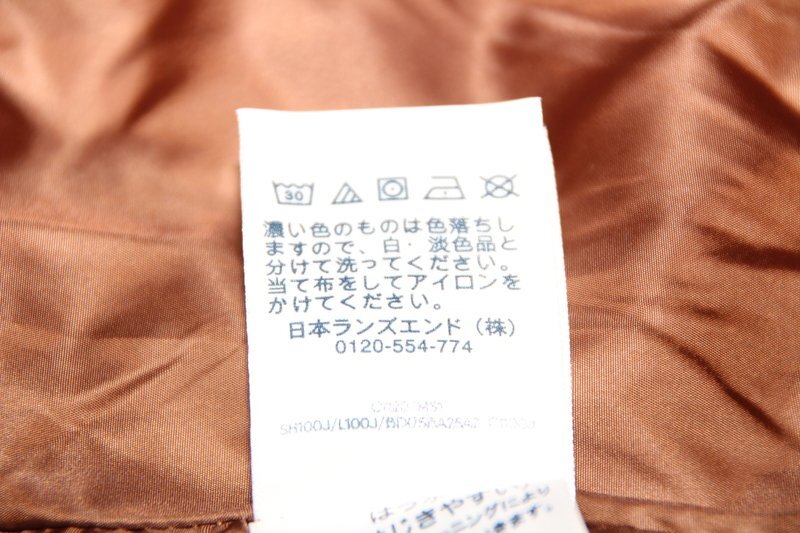 30
濃い色のものは色落ちし
ますので、白・淡色品と
分けて洗ってください。
当て布をしてアイロンを
かけてください。
日本ランズエンド（株）
0120-554-774
SH100J/L100J/